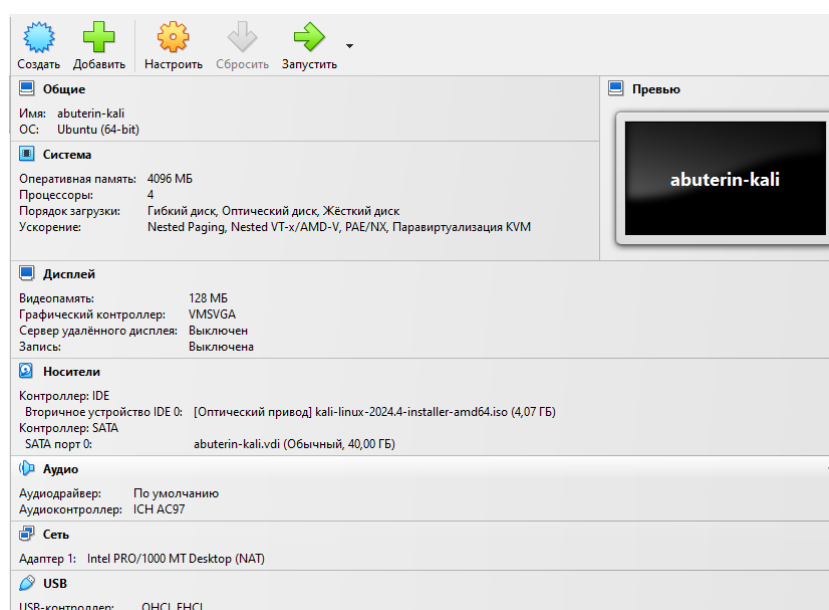 Создать Добавить Настроить Сбросить Запустить
Общие
Имя: abuterin-kali
ОС: Ubuntu (64-bit)
Превью
abuterin-kali
Система
Оперативная память: 4096 МБ
Процессоры: 4
Порядок загрузки: Гибкий диск, Оптический диск, Жёсткий диск
Ускорение: Nested Paging, Nested VT-x/AMD-V, PAE/NX, Паравиртуализация KVM
Дисплей
Видеопамять: 128 МБ
Графический контроллер: VMSVGA
Сервер удалённого дисплея: Выключен
Запись: Выключена
Носители
Контроллер: IDE
Вторичное устройство IDE 0: [Оптический привод] kali-linux-2024.4-installer-amd64.iso (4,07 ГБ)
Контроллер: SATA
SATA порт 0: abuterin-kali.vdi (Обычный, 40,00 ГБ)
Аудио
Аудиодрайвер: По умолчанию
Аудиоконтроллер: ICH AC97
Сеть
Адаптер 1: Intel PRO/1000 MT Desktop (NAT)
USB
USB-контроллер: OHCI, EHCI